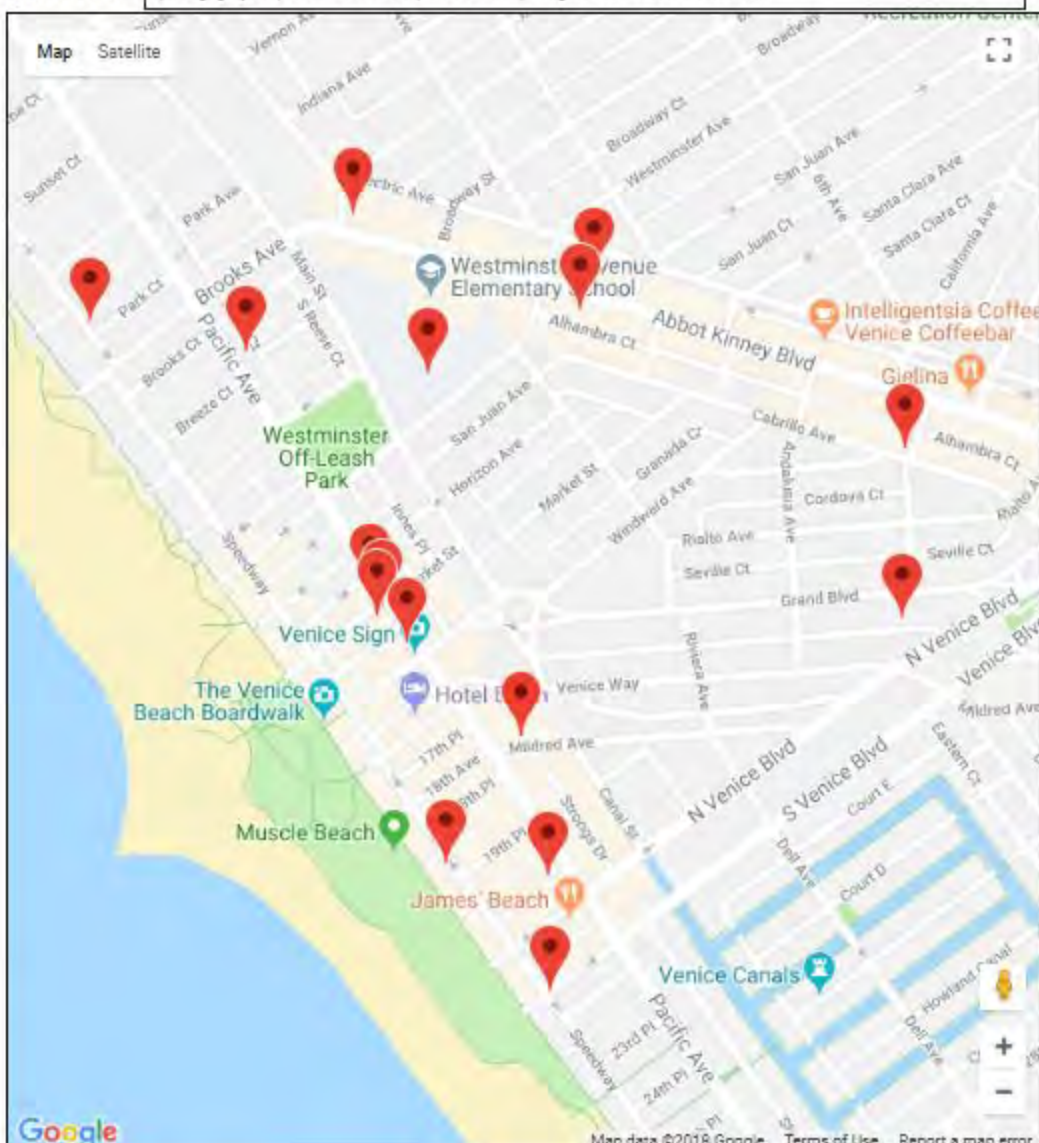 Map Satellite
Vernon
Indiana Ave
Broadway
Sunset Ct
Park Ave
Broadway Ct
Westminster Ave
San Juan Ave
6th Ave
Santa Clara Ave
Santa Clara Ct
California Ave
San Juan Ct
Broadway St
Brooks Ave
Main St
S Reese Ct
Park Ct
Westminst
Elementary
Alhambra Ct
Abbot Kinney Blvd
Intelligentsia Coffee
Venice Coffeebar
Gjelina
Brooks Ct
Pacific Ave
Breeze Ct
San Juan Ave
Horizon Ave
Westminster
Off-Leash
Park
Cabrillo Ave
Alhambra Ct
Granada Ct
Market St
Windward Ave
Andalusia Ave
Cordova Ct
Rialto Ave
Seville Ct
Seville Ct
Grand Blvd
Speedway
Innes Pl
Venice Sign
Riviera Ave
N Venice Blvd
The Venice
Beach Boardwalk
Venice Way
Mildred Ave
Mildred Ave
17th Pl
18th Ave
19th Pl
Strongs Dr
Canal St
N Venice Blvd
S Venice Blvd
Court E
Eastern Ct
Muscle Beach
James' Beach
Dell Ave
Court D
Venice Canals
Howland Canal
Dell Ave
Pacific Ave
Speedway
23rd Pl
24th Pl
Google
Map data ©2018 Google Terms of Use Report a map error